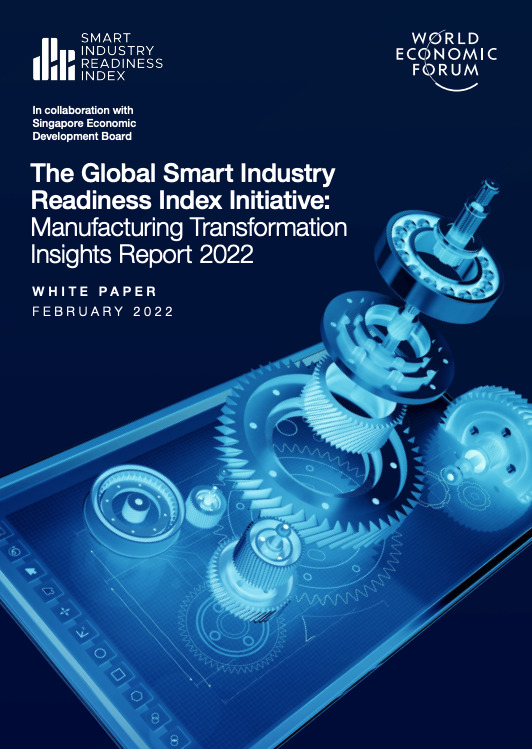 SMART
INDUSTRY
READINESS
INDEX
WORLD
ECONOMIC
FORUM
In collaboration with
Singapore Economic
Development Board
The Global Smart Industry
Readiness Index Initiative:
Manufacturing Transformation
Insights Report 2022
WHITE PAPER
FEBRUARY 2022